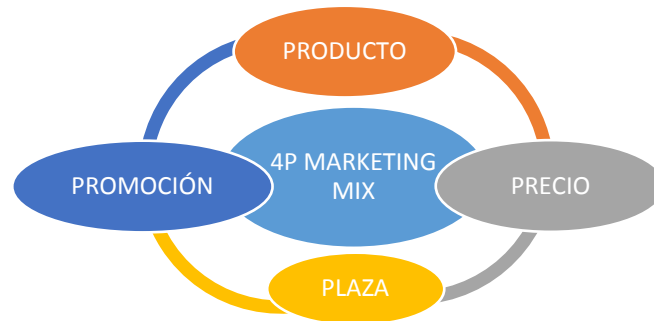 PRODUCTO
4P MARKETING
MIX
PROMOCIÓN
PRECIO
PLAZA